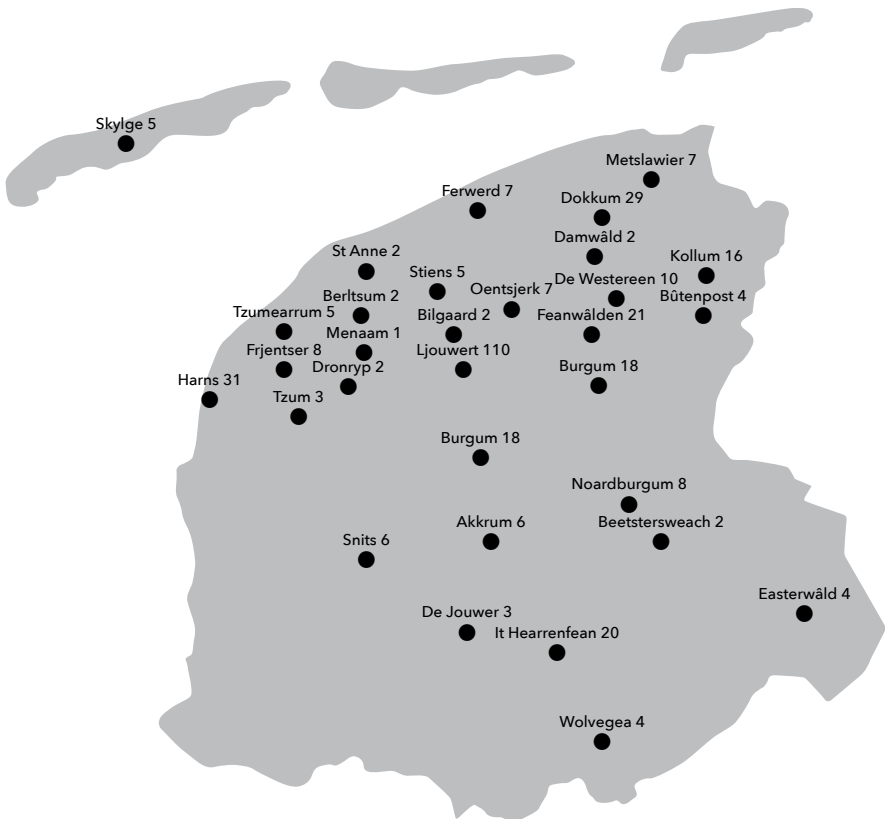 Skylge 5
Metslawier 7
Ferwerd 7
Dokkum 29
Damwâld 2
St Anne 2
Kollum 16
Stiens 5
De Westereen 10
Oentsjerk 7
Berltsum 2
Bûtenpost 4
Tzumearrum 5
Bilgaard 2
Feanwâlden 21
Menaam 1
Frjentser 8
Ljouwert 110
Dronryp 2
Burgum 18
Harns 31
Tzum 3
Burgum 18
Noardburgum 8
Akkrum 6
Beetstersweach 2
Snits 6
Easterwâld 4
De Jouwer 3
It Hearrenfean 20
Wolvegea 4